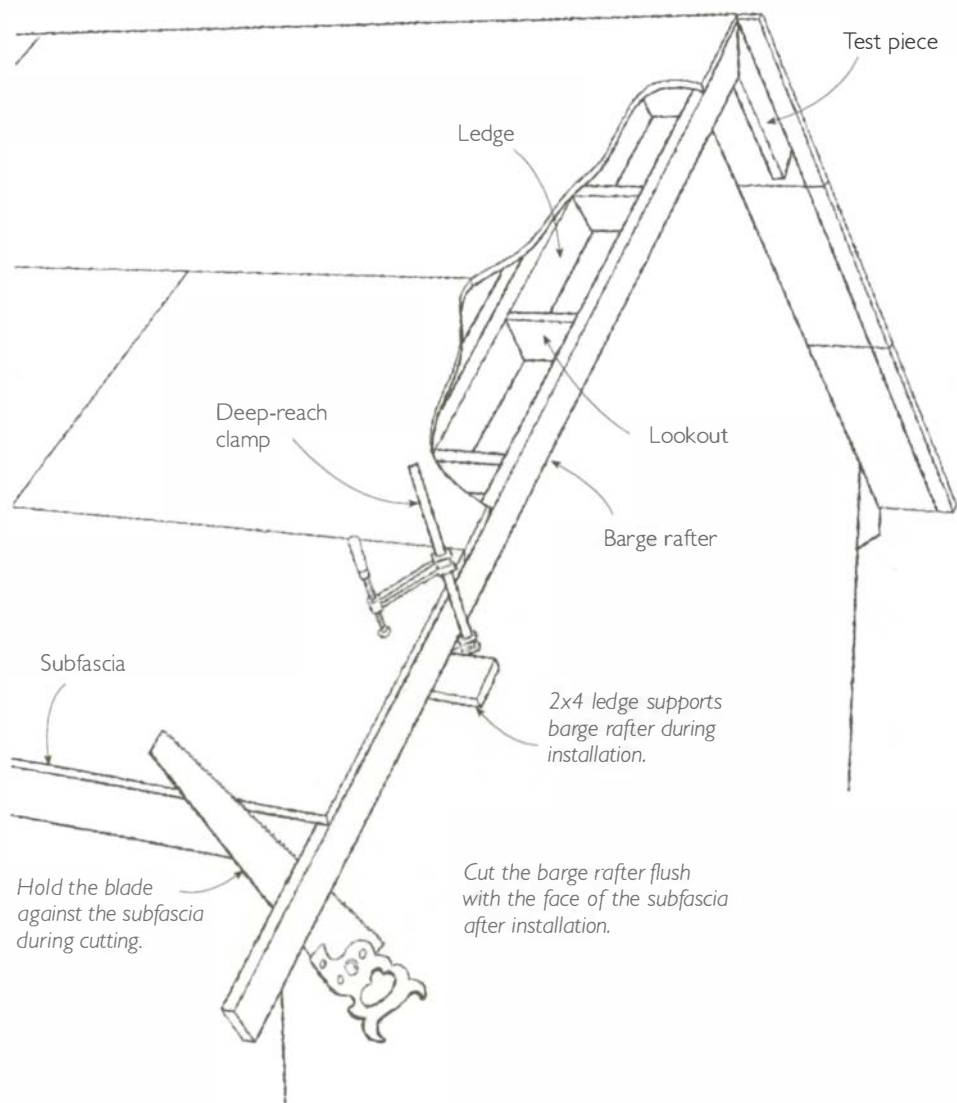 Test piece
Ledge
Deep-reach
clamp
Lookout
Barge rafter
Subfascia
2x4 ledge supports
barge rafter during
installation.
Hold the blade
against the subfascia
during cutting.
Cut the barge rafter flush
with the face of the subfascia
after installation.